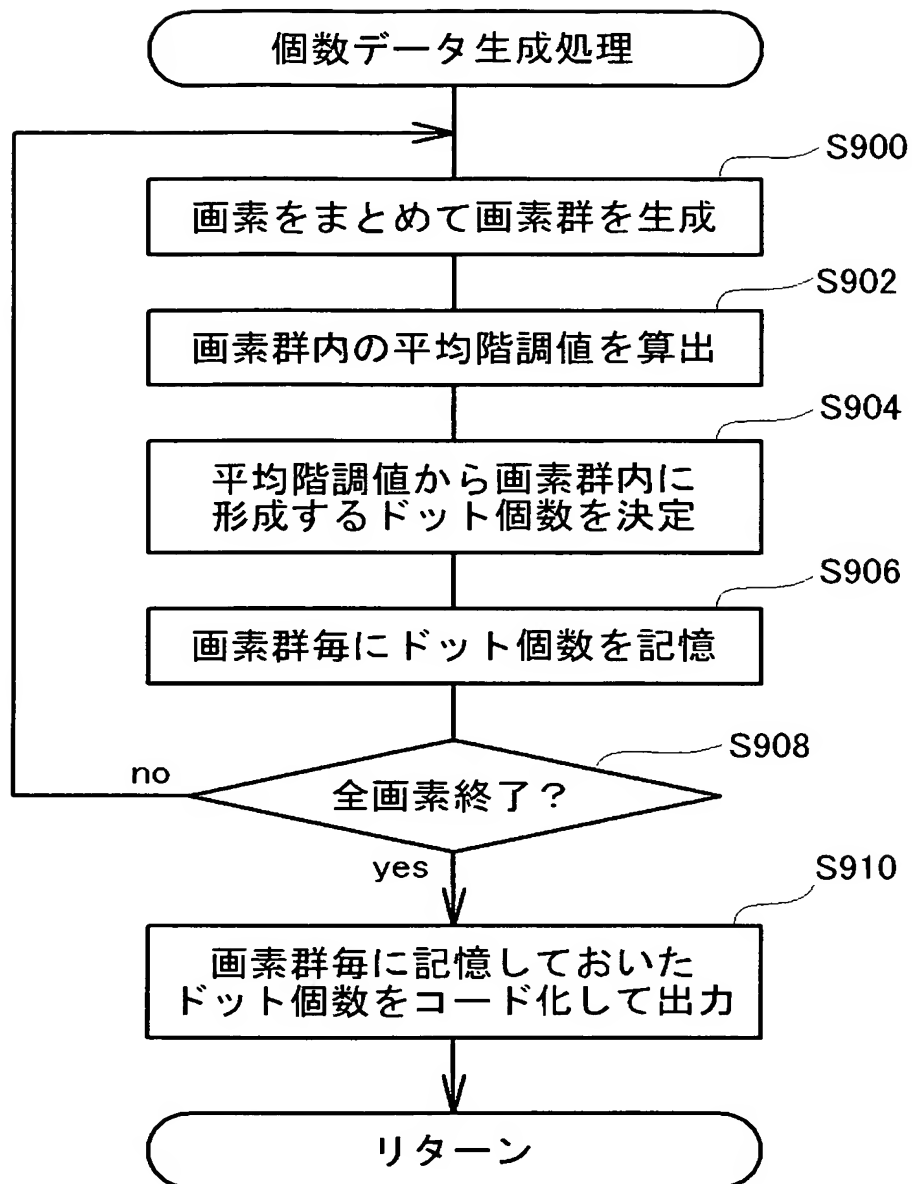 個数データ生成処理
S900
画素をまとめて画素群を生成
S902
画素群内の平均階調値を算出
S904
平均階調値から画素群内に
形成するドット個数を決定
S906
画素群毎にドット個数を記憶
S908
no
全画素終了？
yes
S910
画素群毎に記憶しておいた
ドット個数をコード化して出力
リターン